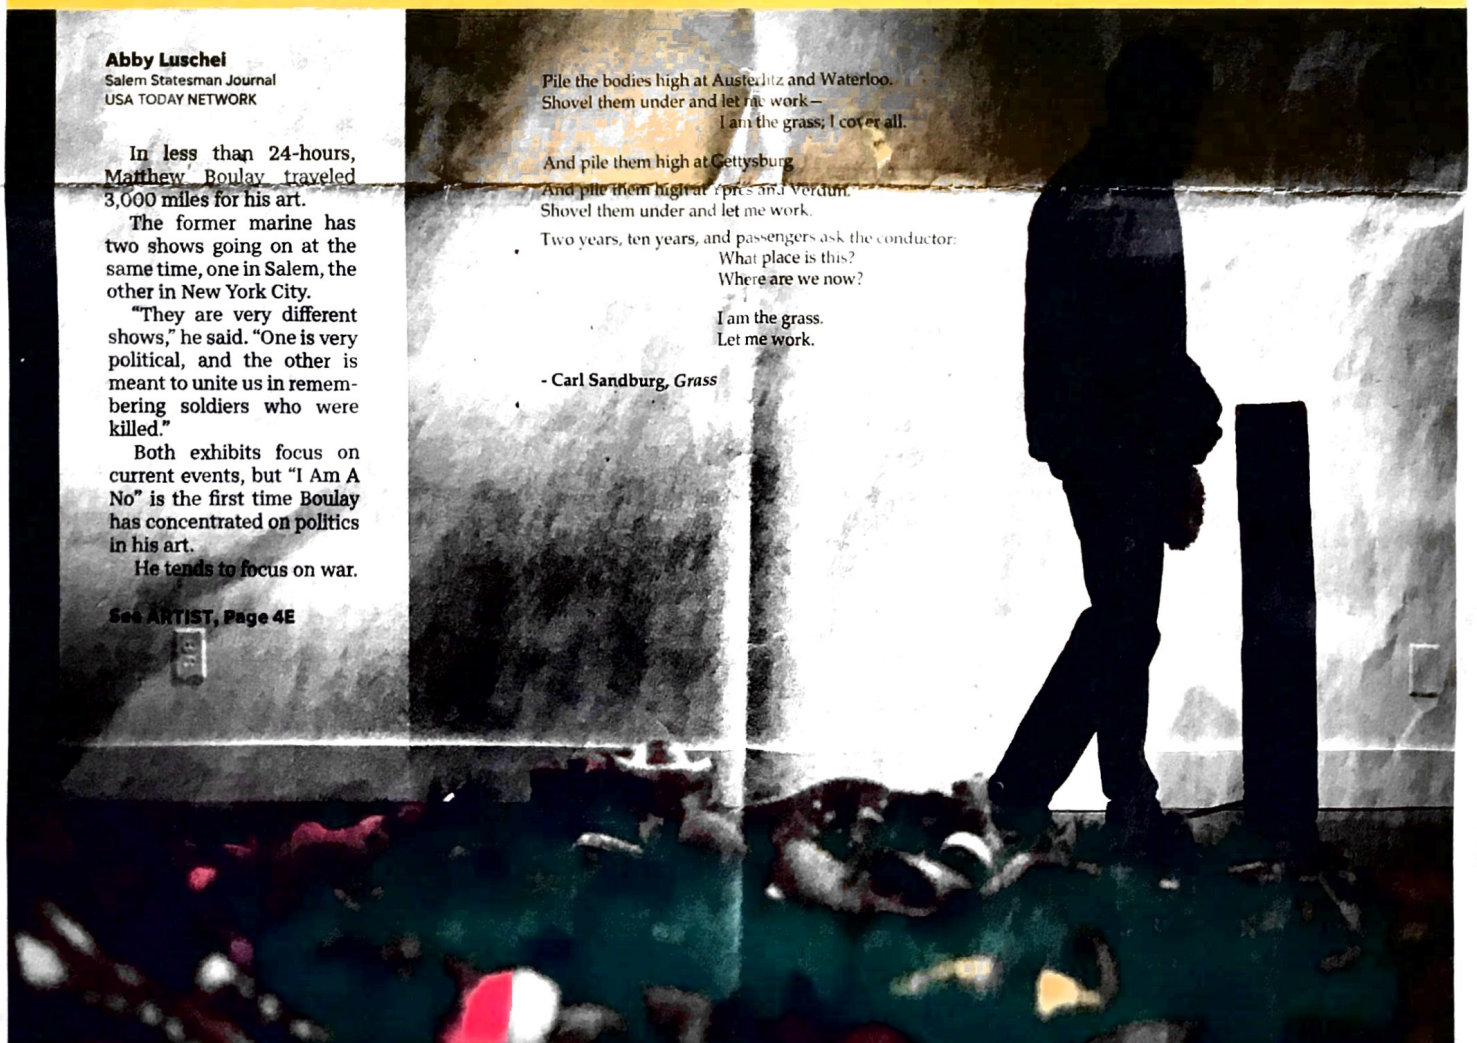 Abby Luschei
Salem Statesman Journal
USA TODAY NETWORK
In less than 24-hours,
Matthew Boulay traveled
3,000 miles for his art.
The former marine has
two shows going on at the
same time, one in Salem, the
other in New York City.
"They are very different
shows," he said. "One is very
political, and the other is
meant to unite us in remem-
bering soldiers who were
killed."
Both exhibits focus on
current events, but "I Am A
No" is the first time Boulay
has concentrated on politics
in his art.
He tends to focus on war.
See ARTIST, Page 4E
Pile the bodies high at Austerlitz and Waterloo.
Shovel them under and let me work—
I am the grass; I cover all.
And pile them high at Gettysburg
And pile them high at Ypres and Verdun.
Shovel them under and let me work.
Two years, ten years, and passengers ask the conductor:
What place is this?
Where are we now?
I am the grass.
Let me work.
- Carl Sandburg, Grass